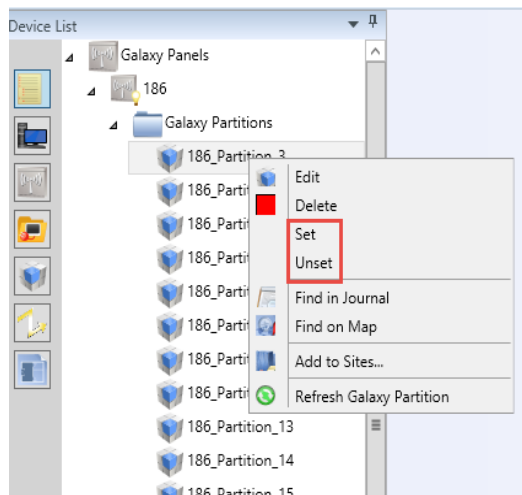 Device List
Galaxy Panels
186
Galaxy Partitions
186_Partition_3
186_Parti
Edit
Delete
186_Parti
Set
186_Parti
Unset
186_Parti
Find in Journal
186_Parti
Find on Map
186_Parti
Add to Sites...
186_Parti
Refresh Galaxy Partition
186_Partition_13
186_Partition_14
186_Partition_15